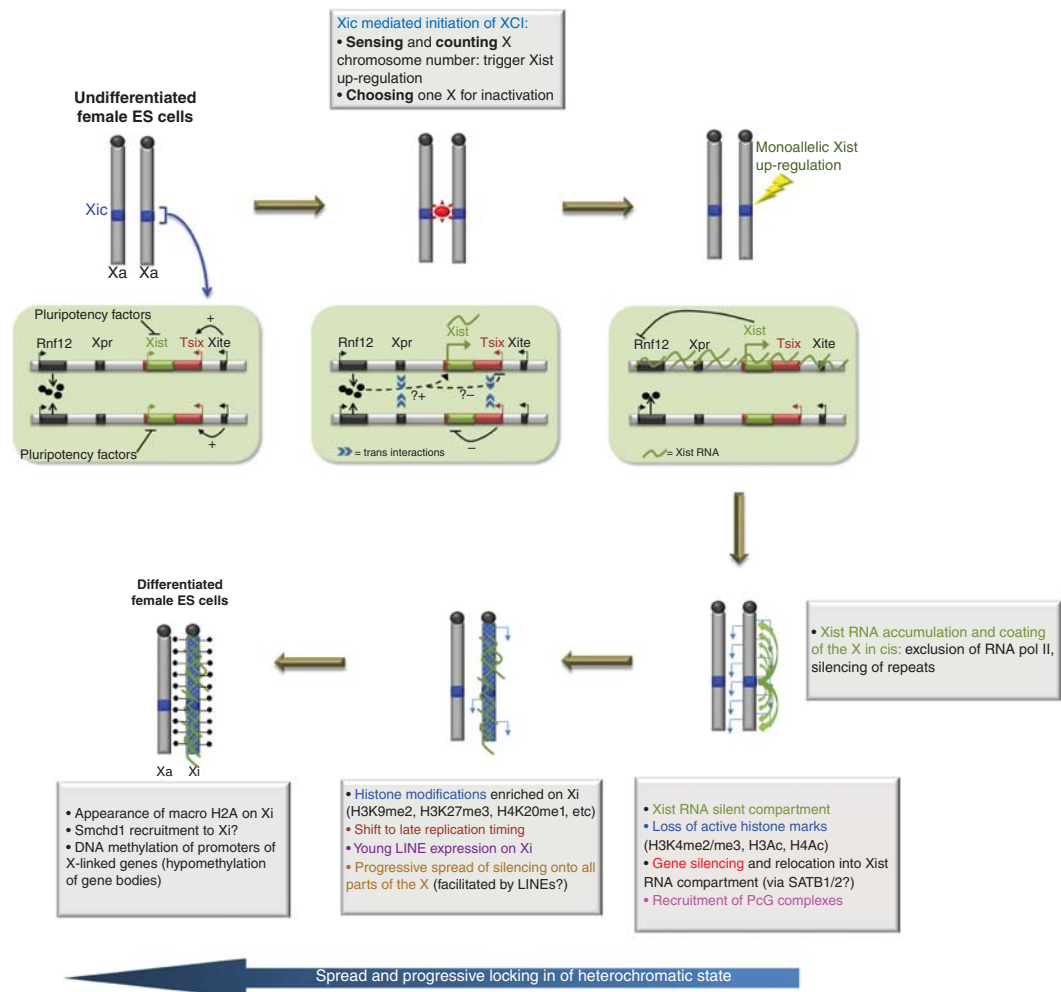 Xic mediated initiation of XCI:
• Sensing and counting X
chromosome number: trigger Xist
up-regulation
• Choosing one X for inactivation
Undifferentiated
female ES cells
Monoallelic Xist
up-regulation
Xic
Xa
Xa
Pluripotency factors
+
Rnf12
Xpr
Xist
Tsix
Xite
+
Pluripotency factors
Xist
Rnf12
Xpr
Tsix
Xite
?+
?–
–
= trans interactions
Xist
Rnf12
Xpr
Tsix
Xite
= Xist RNA
Differentiated
female ES cells
• Xist RNA accumulation and coating
of the X in cis: exclusion of RNA pol II,
silencing of repeats
Xa
Xi
• Appearance of macro H2A on Xi
• Smchd1 recruitment to Xi?
• DNA methylation of promoters of
X-linked genes (hypomethylation
of gene bodies)
• Histone modifications enriched on Xi
(H3K9me2, H3K27me3, H4K20me1, etc)
• Shift to late replication timing
• Young LINE expression on Xi
• Progressive spread of silencing onto all
parts of the X (facilitated by LINEs?)
• Xist RNA silent compartment
• Loss of active histone marks
(H3K4me2/me3, H3Ac, H4Ac)
• Gene silencing and relocation into Xist
RNA compartment (via SATB1/2?)
• Recruitment of PcG complexes
Spread and progressive locking in of heterochromatic state